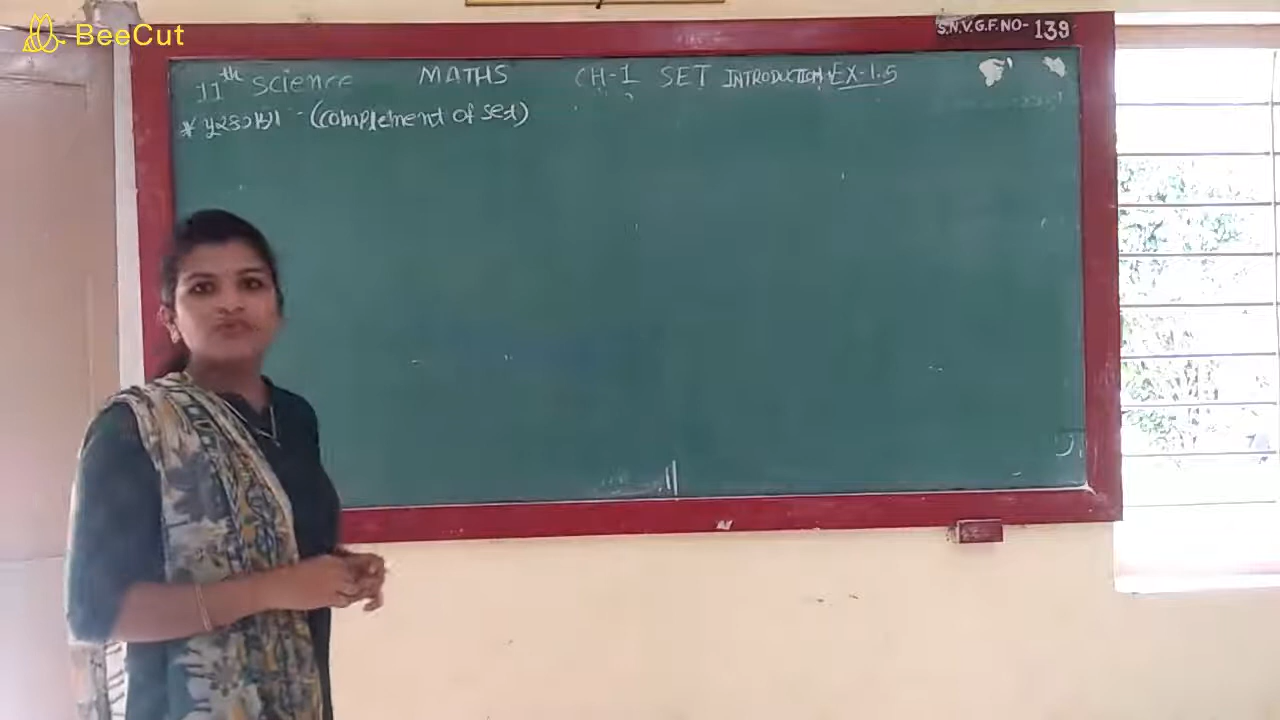 BeeCut
S.N.V.G.F.NO- 139
11th Science MATHS CH-1 SET INTRODUCTION, EX-1.5
* પૂરકગણ - (complement of set)